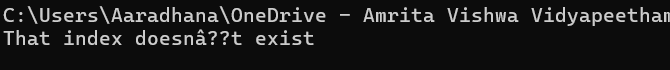 C:\Users\Aaradhana\OneDrive - Amrita Vishwa Vidyapeetham
That index doesnâ??t exist